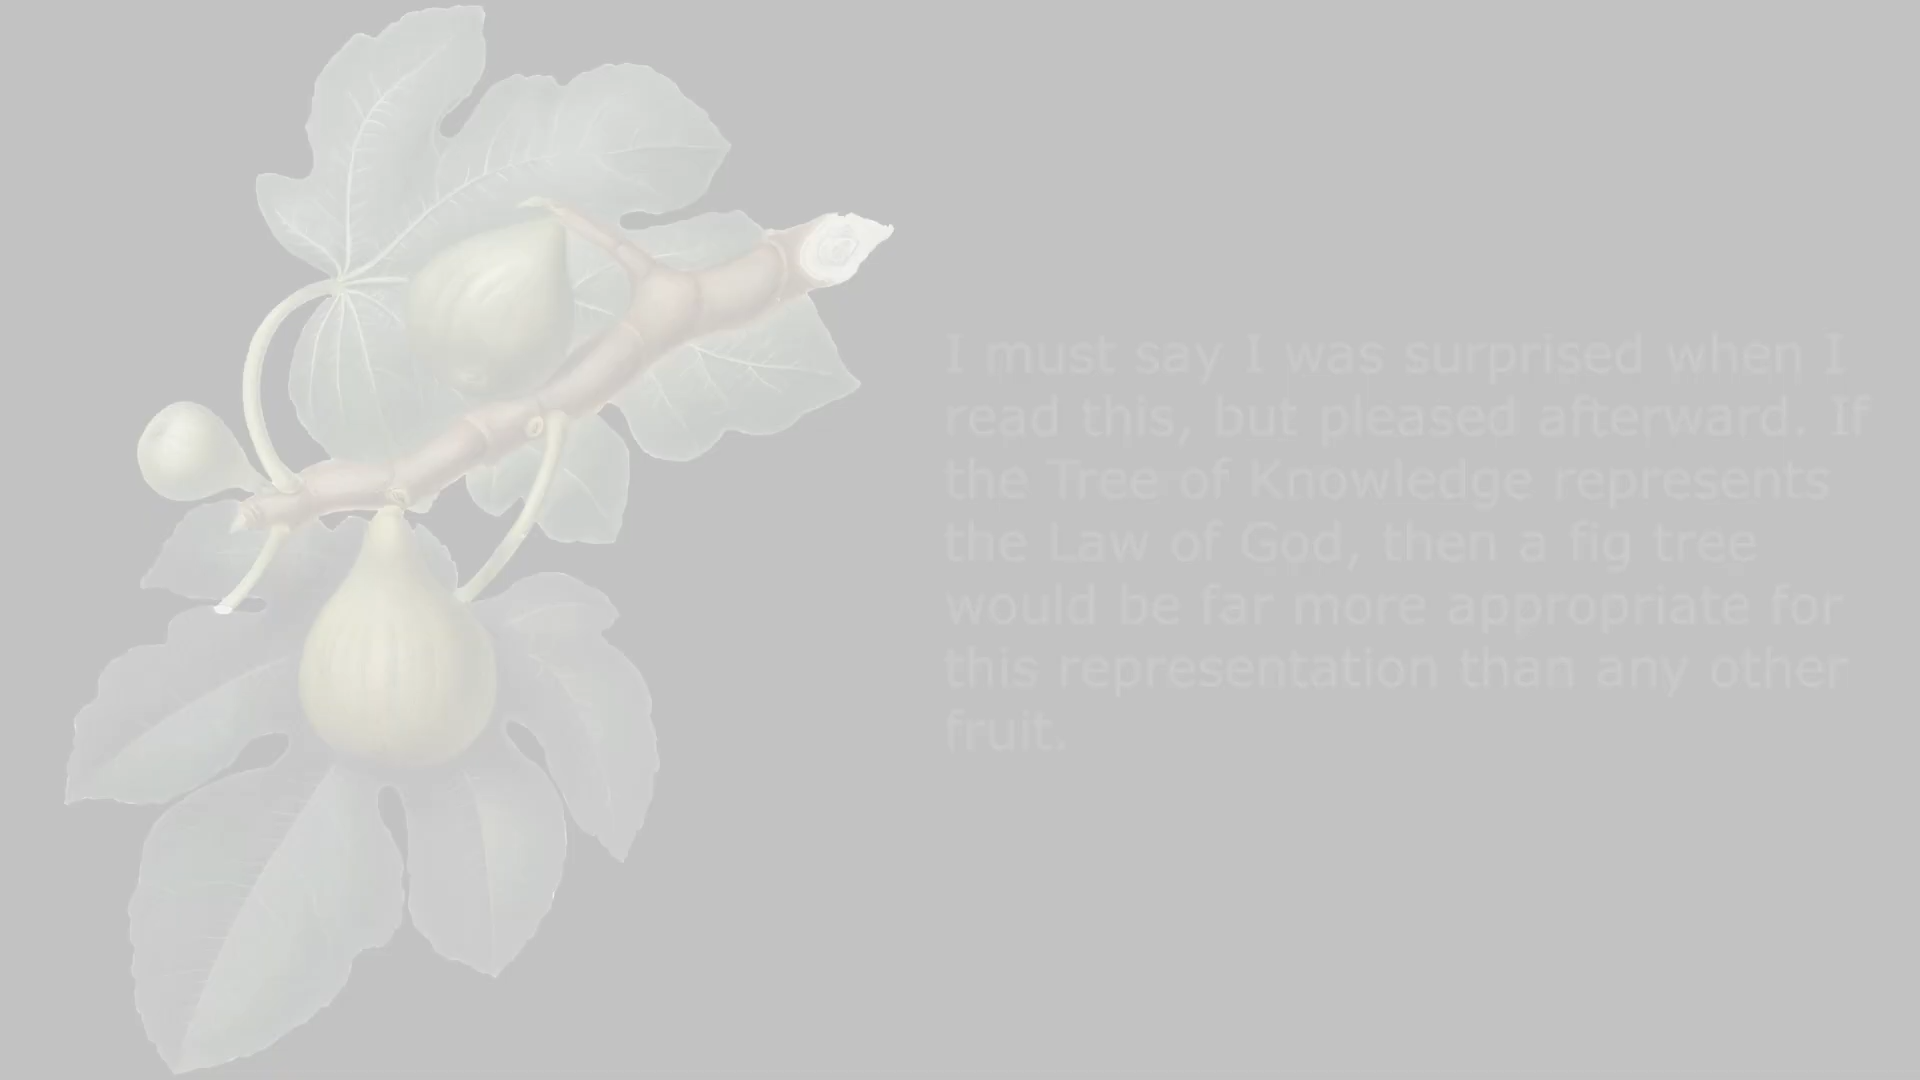 I must say I was surprised when I
read this, but pleased afterward. If
the Tree of Knowledge represents
the Law of God, then a fig tree
would be far more appropriate for
this representation than any other
fruit.